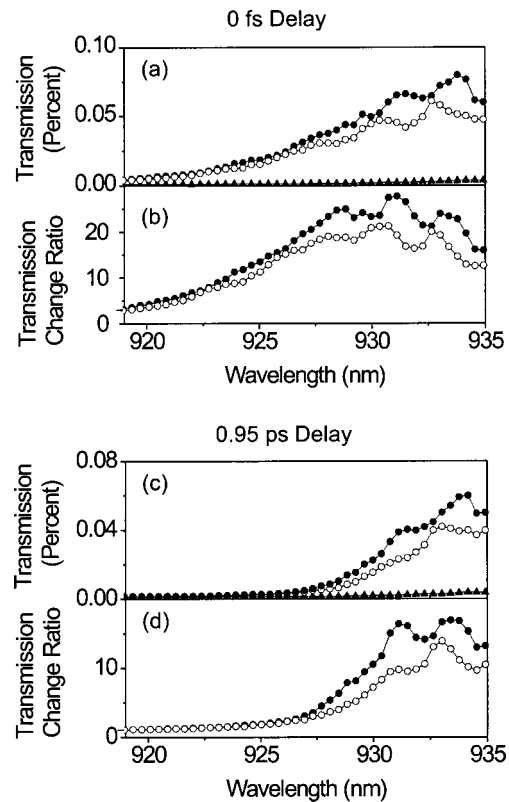 0 fs Delay
0.10
(a)
Transmission
(Percent)
0.05
0.00
(b)
Transmission
Change Ratio
20
10
0
920 925 930 935
Wavelength (nm)
0.95 ps Delay
0.08
(c)
Transmission
(Percent)
0.04
0.00
(d)
Transmission
Change Ratio
10
0
920 925 930 935
Wavelength (nm)